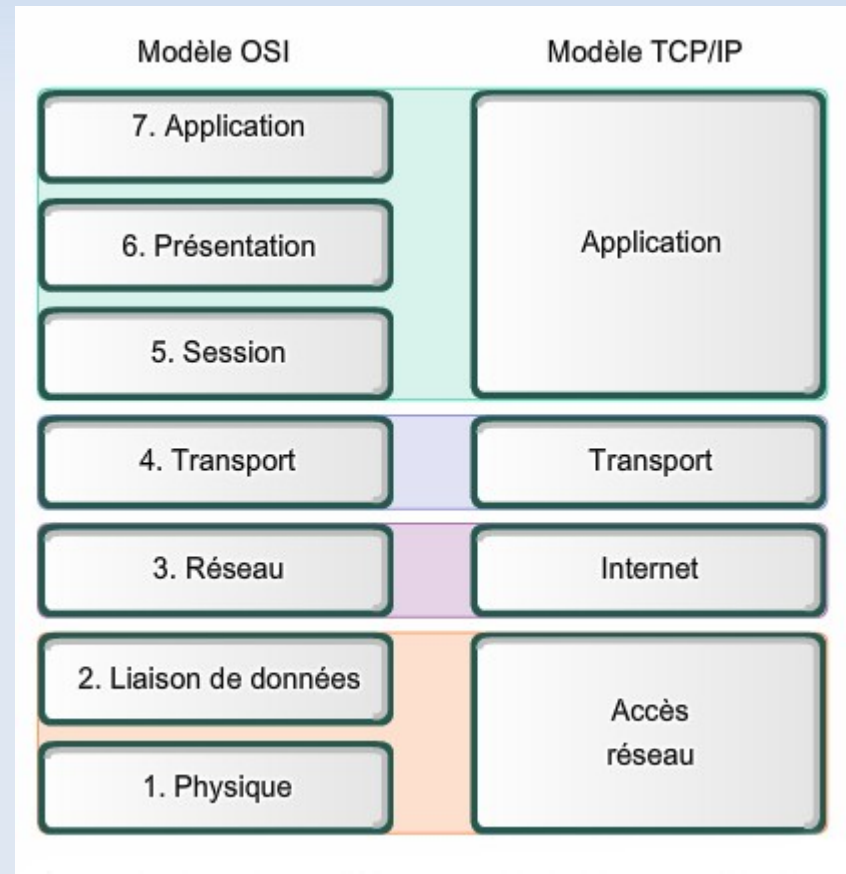 Modèle OSI
Modèle TCP/IP
7. Application
6. Présentation
5. Session
Application
4. Transport
Transport
3. Réseau
Internet
2. Liaison de données
1. Physique
Accès
réseau